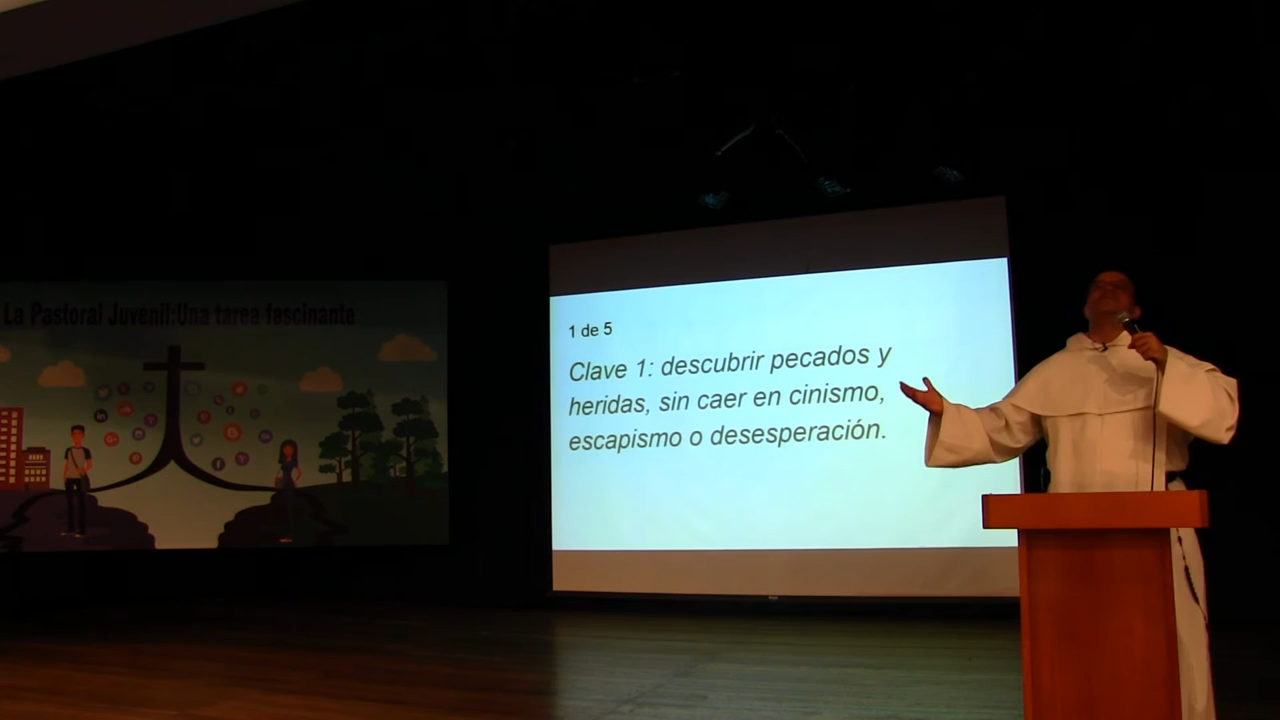 La Pastoral Juvenil:Una tarea fascinante
1 de 5
Clave 1: descubrir pecados y
heridas, sin caer en cinismo,
escapismo o desesperación.